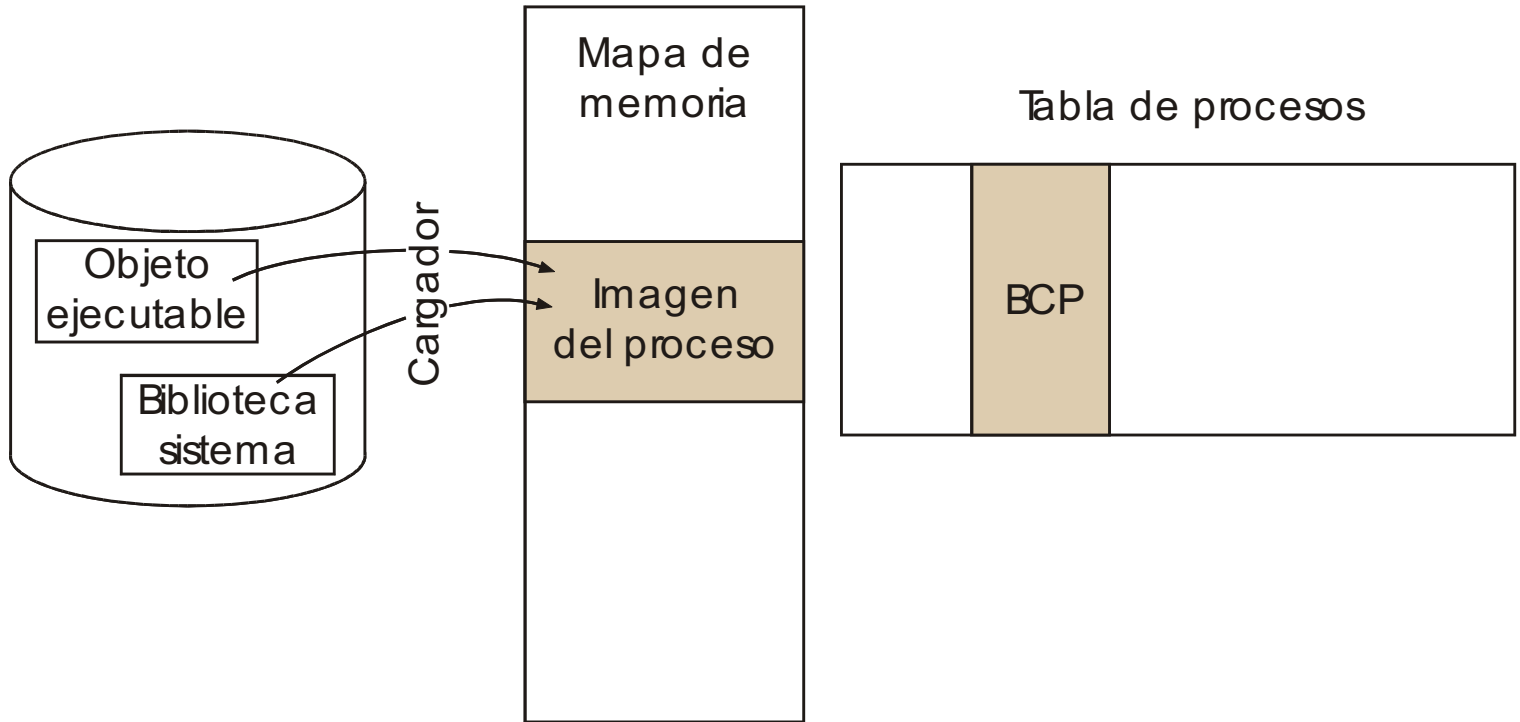 Mapa de
memoria
Tabla de procesos
Objeto
ejecutable
Cargador
Imagen
del proceso
BCP
Biblioteca
sistema